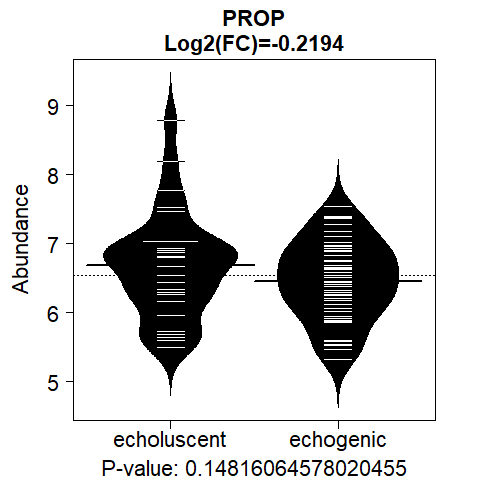 PROP
Log2(FC)=-0.2194
Abundance
9
8
7
6
5
echoluscent echogenic
P-value: 0.14816064578020455